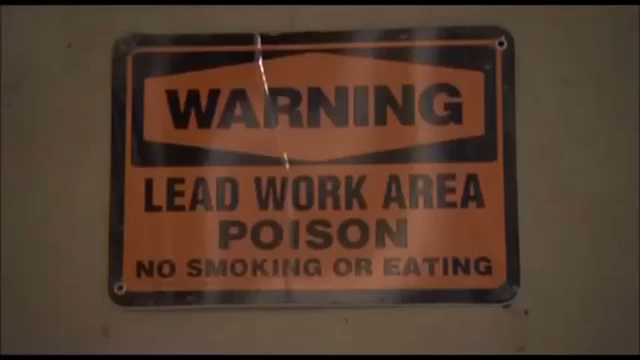 WARNING
LEAD WORK AREA
POISON
NO SMOKING OR EATING